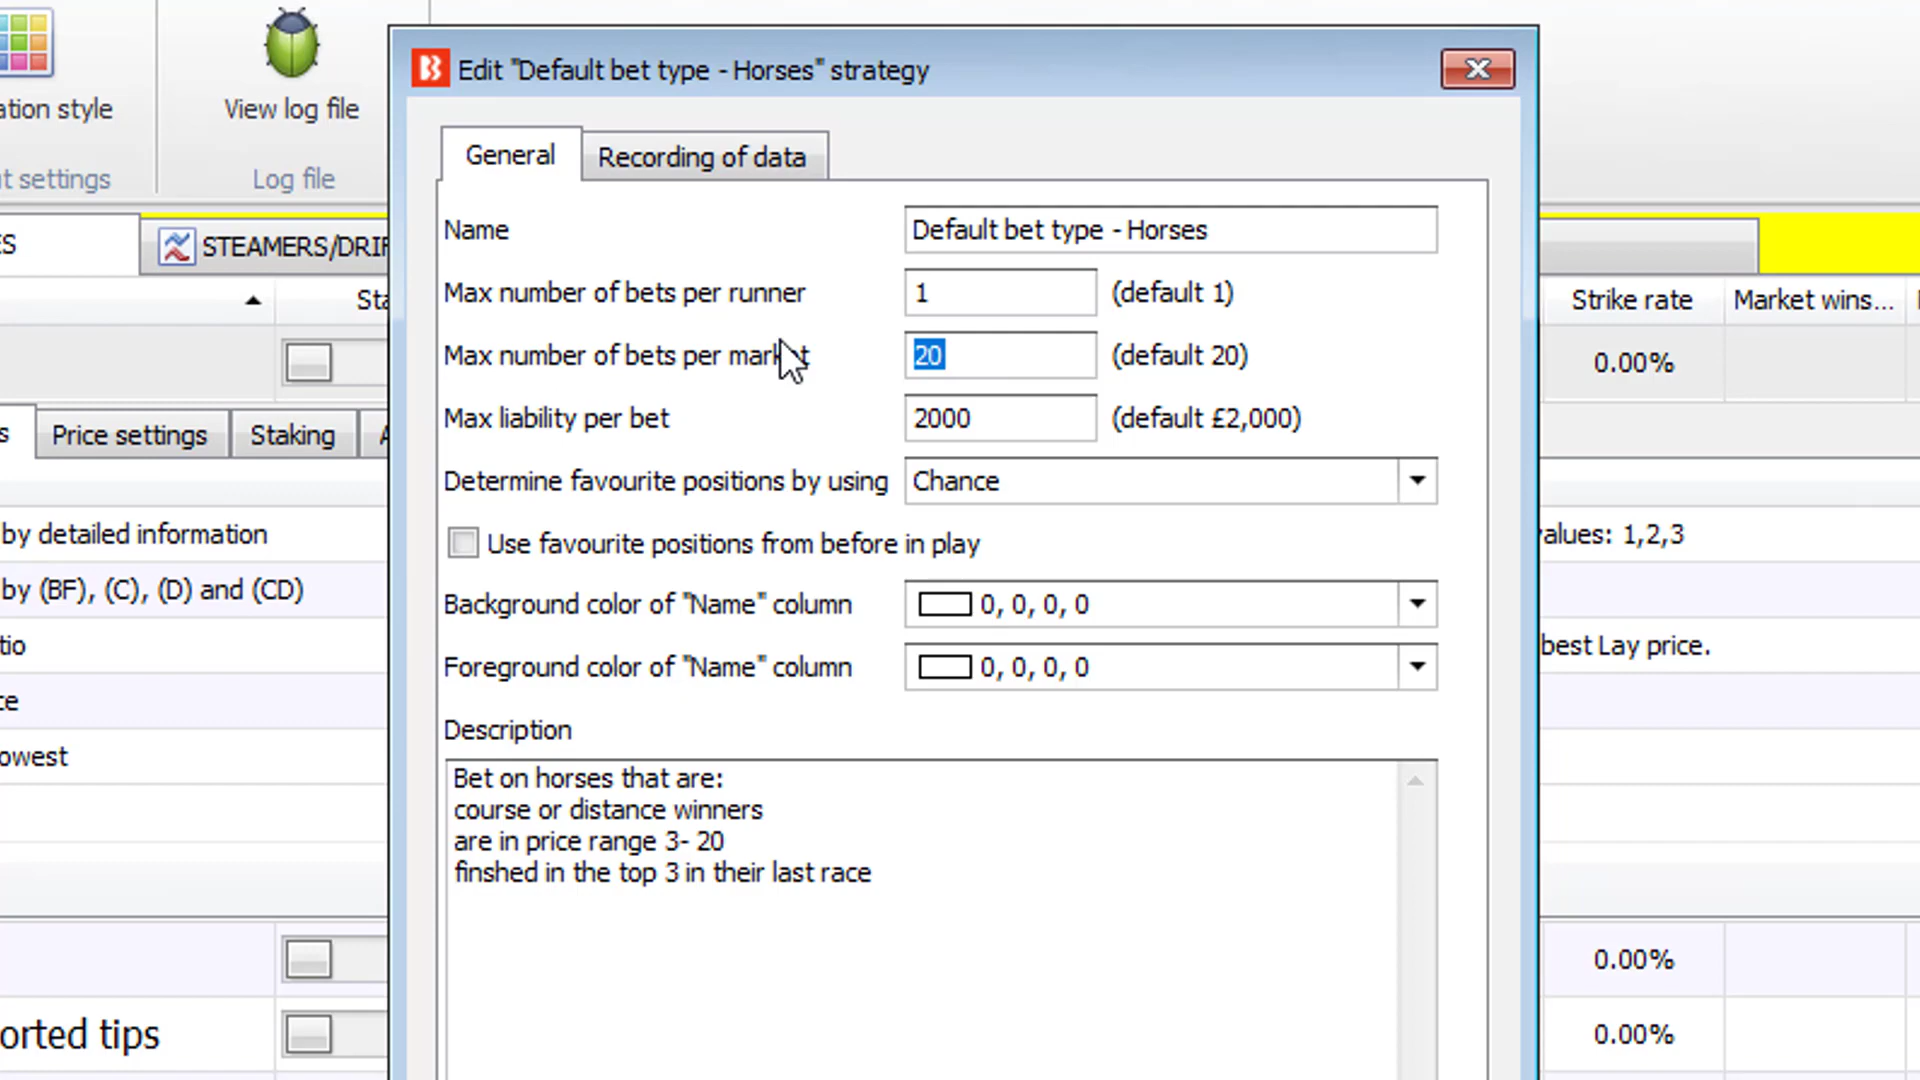 ation style
View log file
t settings
Log file
Edit "Default bet type - Horses" strategy
General
Recording of data
Name
Default bet type - Horses
Max number of bets per runner
1
(default 1)
Max number of bets per market
20
(default 20)
Max liability per bet
2000
(default £2,000)
Determine favourite positions by using
Chance
Use favourite positions from before in play
Background color of "Name" column
0, 0, 0, 0
Foreground color of "Name" column
0, 0, 0, 0
Description
Bet on horses that are:
course or distance winners
are in price range 3- 20
finshed in the top 3 in their last race
S
STEAMERS/DRIF
Sta
Strike rate
Market wins...
0.00%
s
Price settings
Staking
A
by detailed information
values: 1,2,3
by (BF), (C), (D) and (CD)
tio
best Lay price.
ce
owest
0.00%
orted tips
0.00%